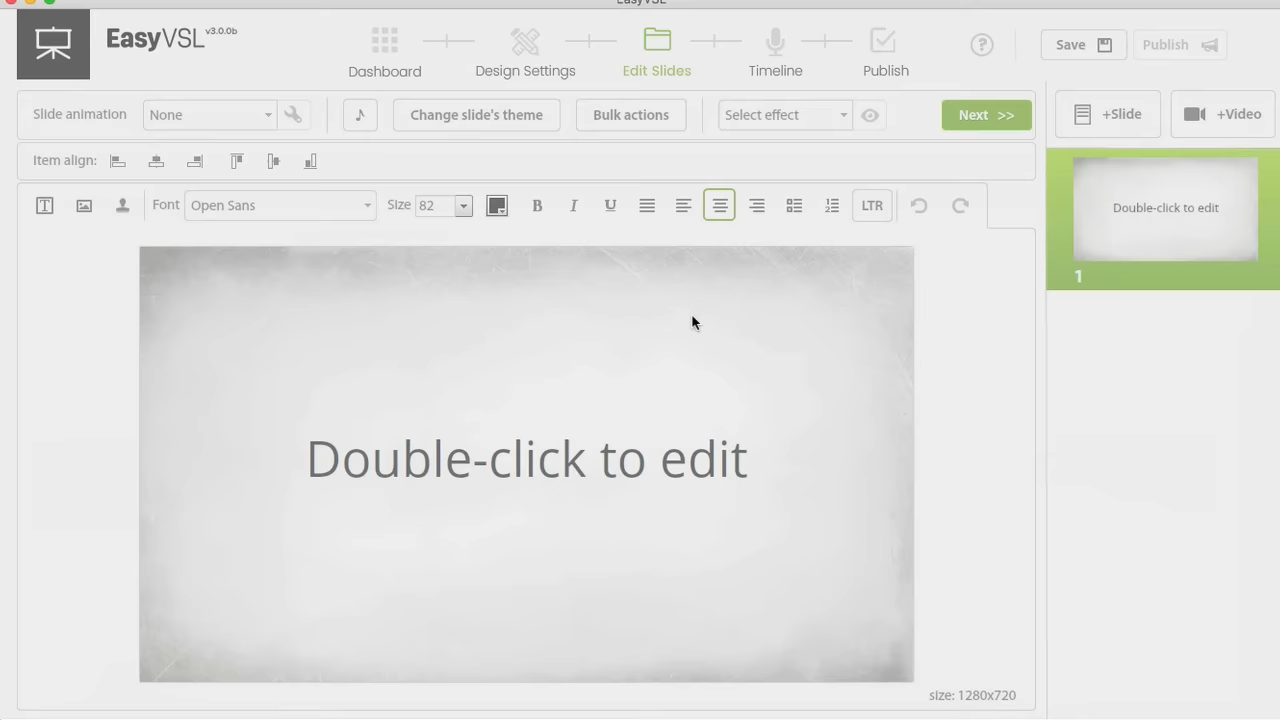 EasyVSL
EasyVSL v3.0.0b
Dashboard
Design Settings
Edit Slides
Timeline
Publish
Save
Publish
Slide animation
None
Change slide's theme
Bulk actions
Select effect
Next >>
+Slide
+Video
Item align:
Font
Open Sans
Size
82
B
I
U
LTR
Double-click to edit
Double-click to edit
1
size: 1280x720